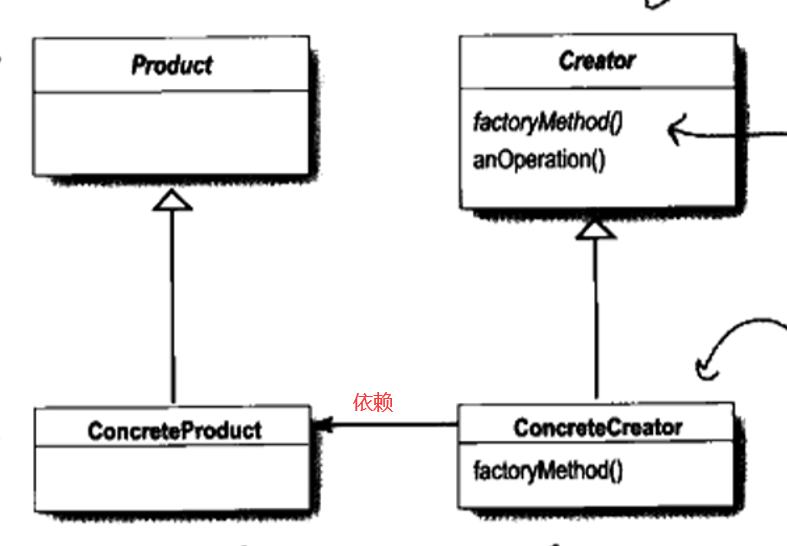 Product
Creator
factoryMethod()
anOperation()
依赖
ConcreteProduct
ConcreteCreator
factoryMethod()